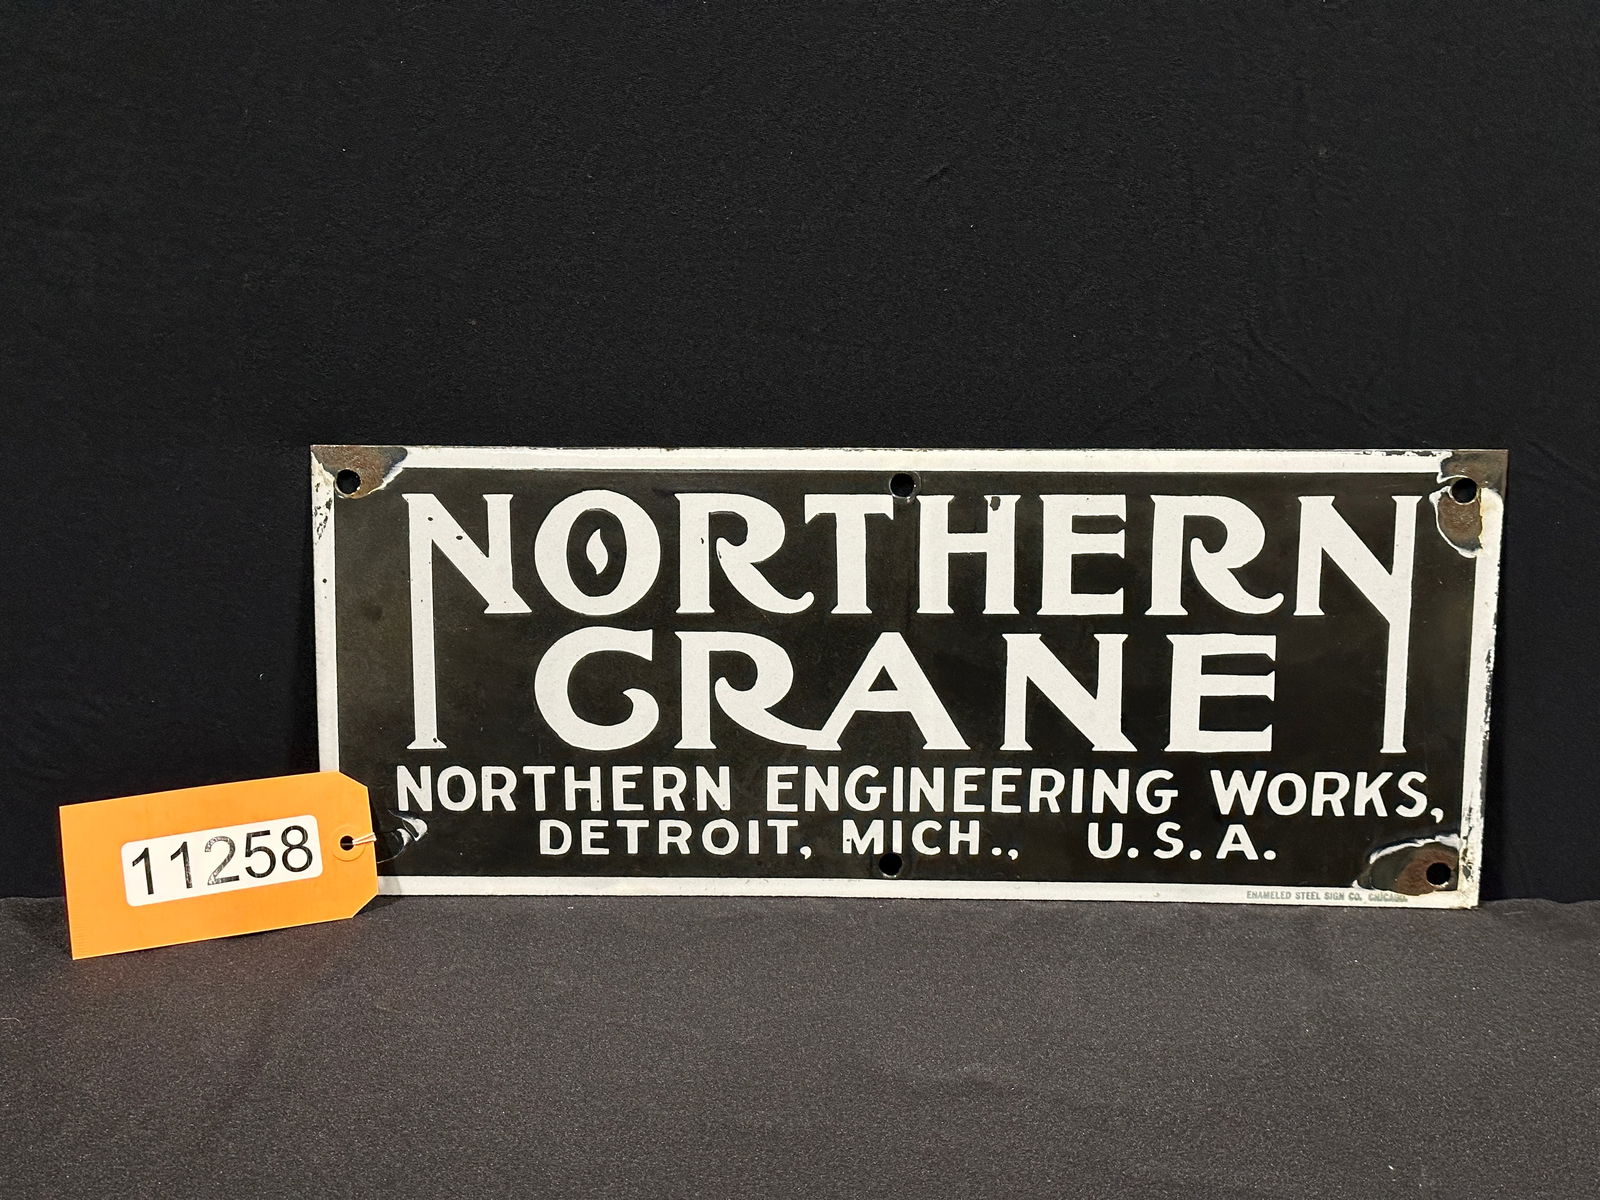 NORTHERN
CRANE
NORTHERN ENGINEERING WORKS,
DETROIT, MICH., U.S.A.
ENAMELED STEEL SIGN CO. CHICAGO
11258